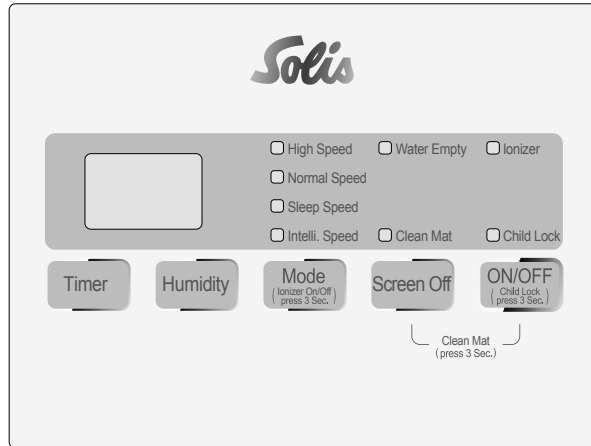 Solis
High Speed
Water Empty
Ionizer
Normal Speed
Sleep Speed
Intelli. Speed
Clean Mat
Child Lock
Timer
Humidity
Mode
( Ionizer On/Off )
press 3 Sec.
Screen Off
ON/OFF
( Child Lock )
press 3 Sec.
Clean Mat
(press 3 Sec.)